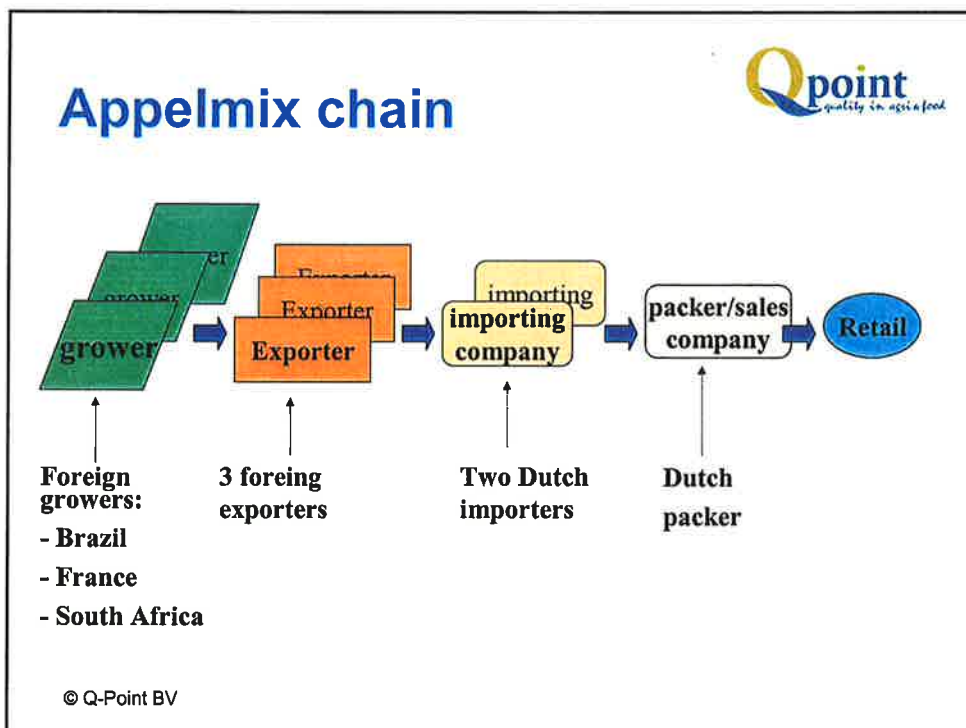 Appelmix chain
Qpoint
quality in agri & food
grower
grower
Exporter
Exporter
Exporter
importing
importing
company
packer/sales
company
Retail
Foreign
growers:
- Brazil
- France
- South Africa
3 foreing
exporters
Two Dutch
importers
Dutch
packer
© Q-Point BV